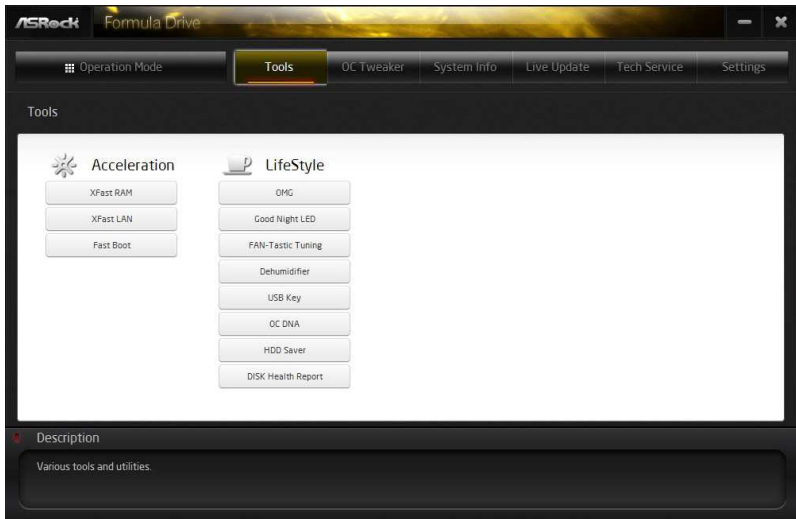 ASRock Formula Drive
Operation Mode Tools OC Tweaker System Info Live Update Tech Service Settings
Tools
Acceleration
XFast RAM
XFast LAN
Fast Boot
LifeStyle
OMG
Good Night LED
FAN-Tastic Tuning
Dehumidifier
USB Key
OC DNA
HDD Saver
DISK Health Report
Description
Various tools and utilities.